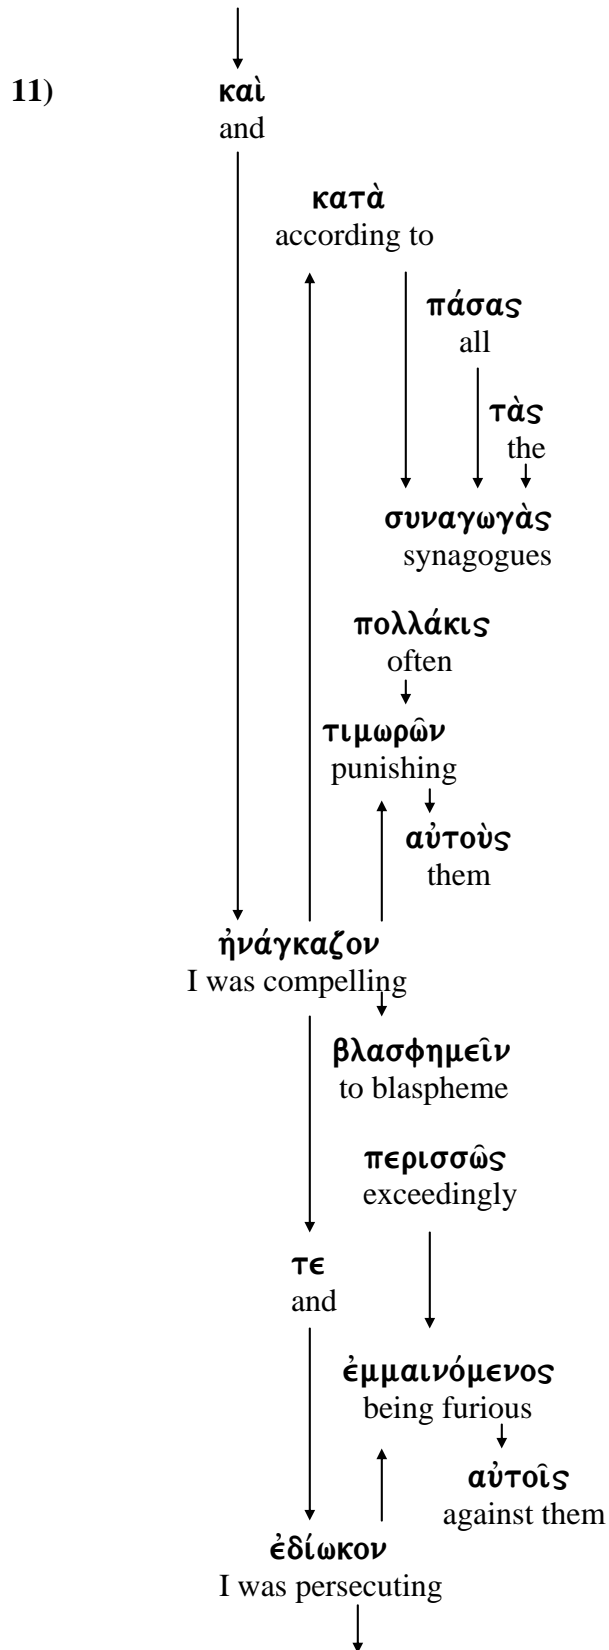 11) καὶ
and
κατὰ
according to
πάσας
all
τὰς
the
συναγωγὰς
synagogues
πολλάκις
often
τιμωρῶν
punishing
αὐτοὺς
them
ἠνάγκαζον
I was compelling
βλασφημεῖν
to blaspheme
περισσῶς
exceedingly
τε
and
ἐμμαινόμενος
being furious
αὐτοῖς
against them
ἐδίωκον
I was persecuting